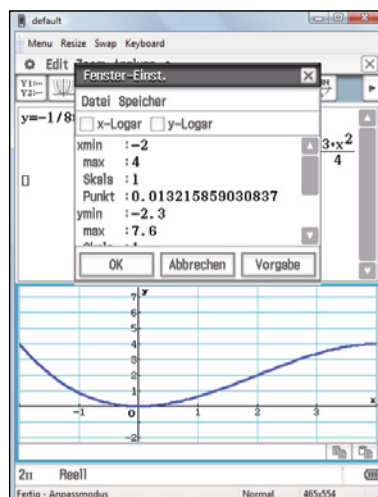 default
Menu Resize Swap Keyboard
Edit
Fenster-Einst.
Datei Speicher
x-Logar y-Logar
xmin :-2
max :4
Skala :1
Punkt :0.013215859030837
ymin :-2.3
max :7.6
OK Abbrechen Vorgabe
Y1:--
Y2:--
y=-1/8
3·x²
4
y
7
6
5
4
3
2
1
x
-1 0 1 2 3
-2
2π Reell
Fertig - Anpassmodus Normal 465x554